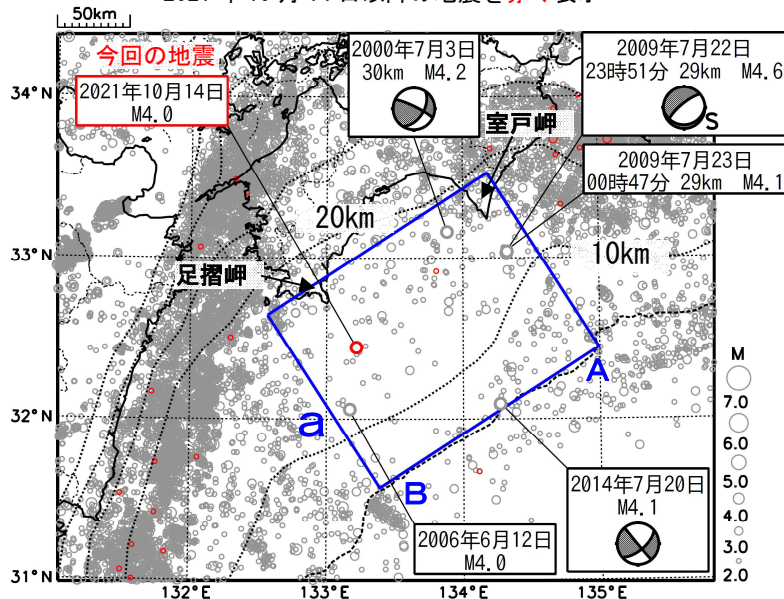 50km
今回の地震
2021年10月14日
M4.0
2000年7月3日
30km M4.2
2009年7月22日
23時51分 29km M4.6
S
2009年7月23日
00時47分 29km M4.1
室戸岬
足摺岬
20km
10km
34°N
33°N
32°N
31°N
132°E
133°E
134°E
135°E
a
A
B
2014年7月20日
M4.1
2006年6月12日
M4.0
M
7.0
6.0
5.0
4.0
3.0
2.0